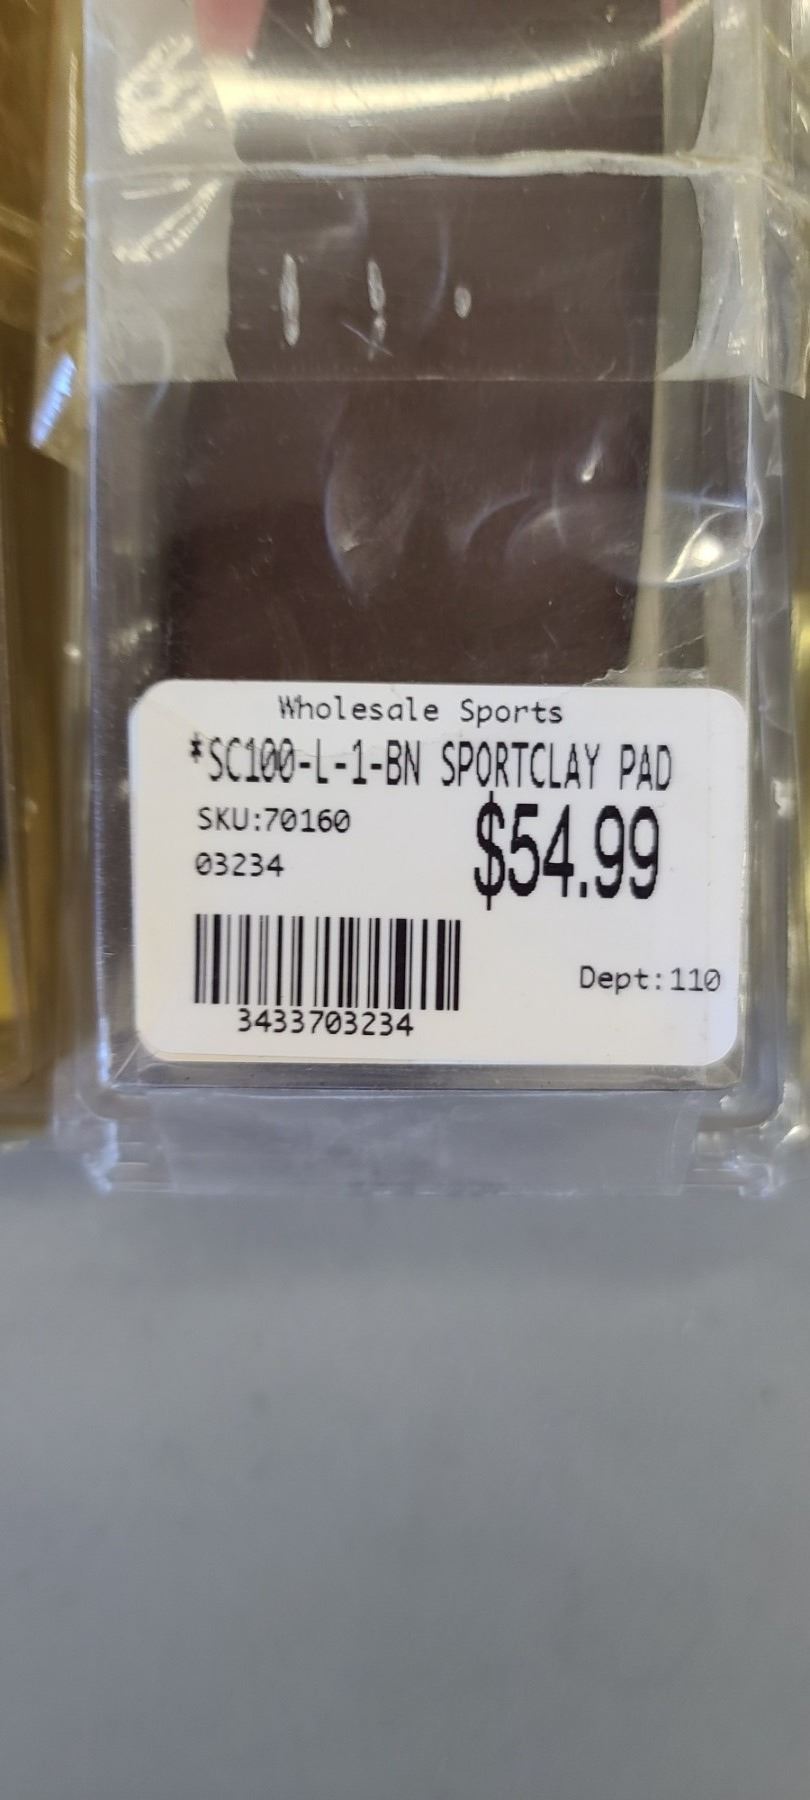 Wholesale Sports
*SC100-L-1-BN SPORTCLAY PAD
SKU:70160
$54.99
03234
Dept:110
3433703234